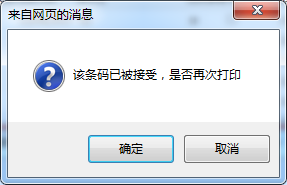 来自网页的消息
该条码已被接受，是否再次打印
确定
取消